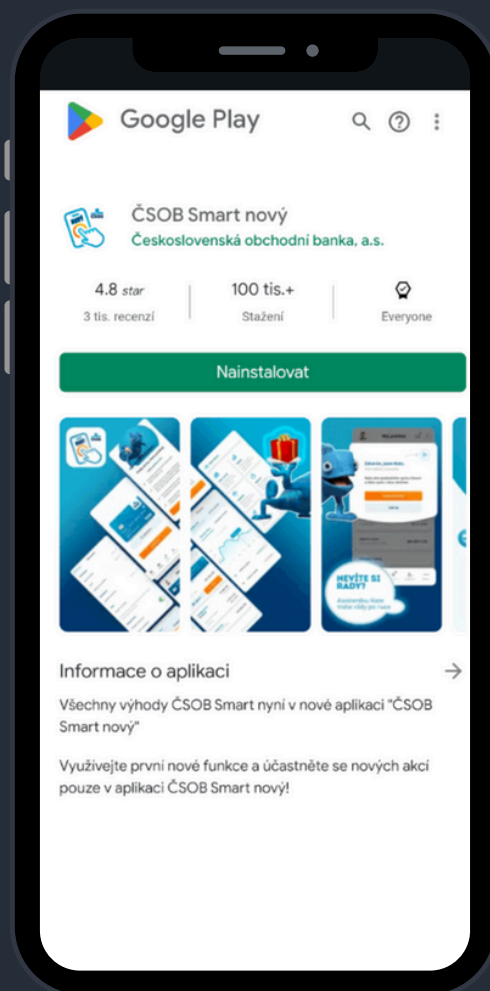 Google Play
ČSOB Smart nový
Československá obchodní banka, a.s.
4.8 star
100 tis.+
3 tis. recenzí
Stažení
Everyone
Nainstalovat
NEVÍTE SI
RADY?
Informace o aplikaci
Všechny výhody ČSOB Smart nyní v nové aplikaci "ČSOB
Smart nový"
Využívejte první nové funkce a účastněte se nových akcí
pouze v aplikaci ČSOB Smart nový!